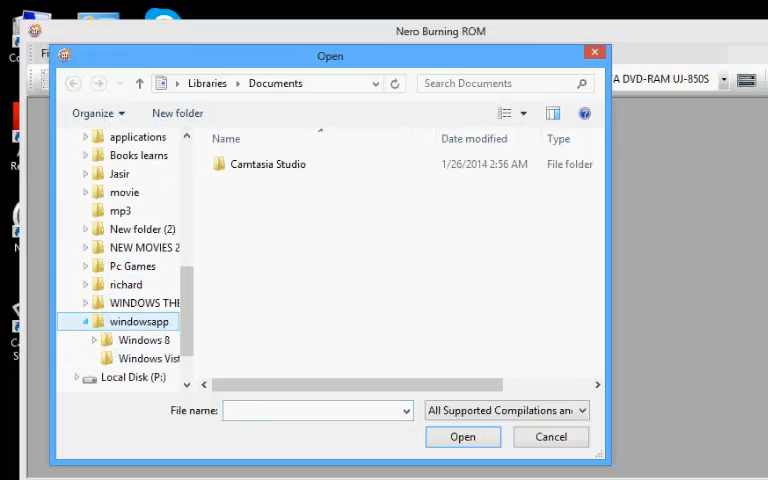 Nero Burning ROM
Open
Libraries Documents
Search Documents
A DVD-RAM UJ-850S
Organize
New folder
Name
Date modified
Type
Camtasia Studio
1/26/2014 2:56 AM
File folder
applications
Books learns
Jasir
movie
mp3
New folder (2)
NEW MOVIES 2
Pc Games
richard
WINDOWS THE
windowsapp
Windows 8
Windows Vist
Local Disk (P:)
File name:
All Supported Compilations an
Open
Cancel